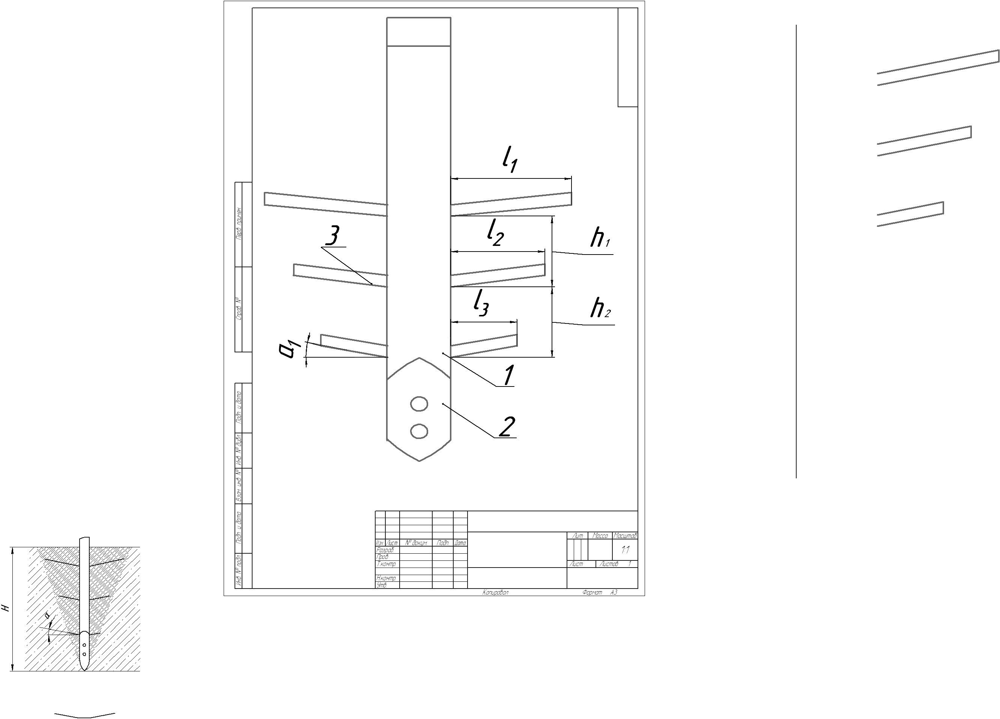 l1
l2
h1
3
l3
h2
α1
1
2
Перв. примен.
Справ. №
Подп. и дата
Инв. № дубл.
Взам. инв. №
Подп. и дата
Инв. № подл.
Изм. Лист № докум. Подп. Дата
Разраб.
Пров.
Т.контр.
Н.контр.
Утв.
Лит. Масса Масштаб
1:1
Лист Листов 1
Копировал Формат А3
H
α